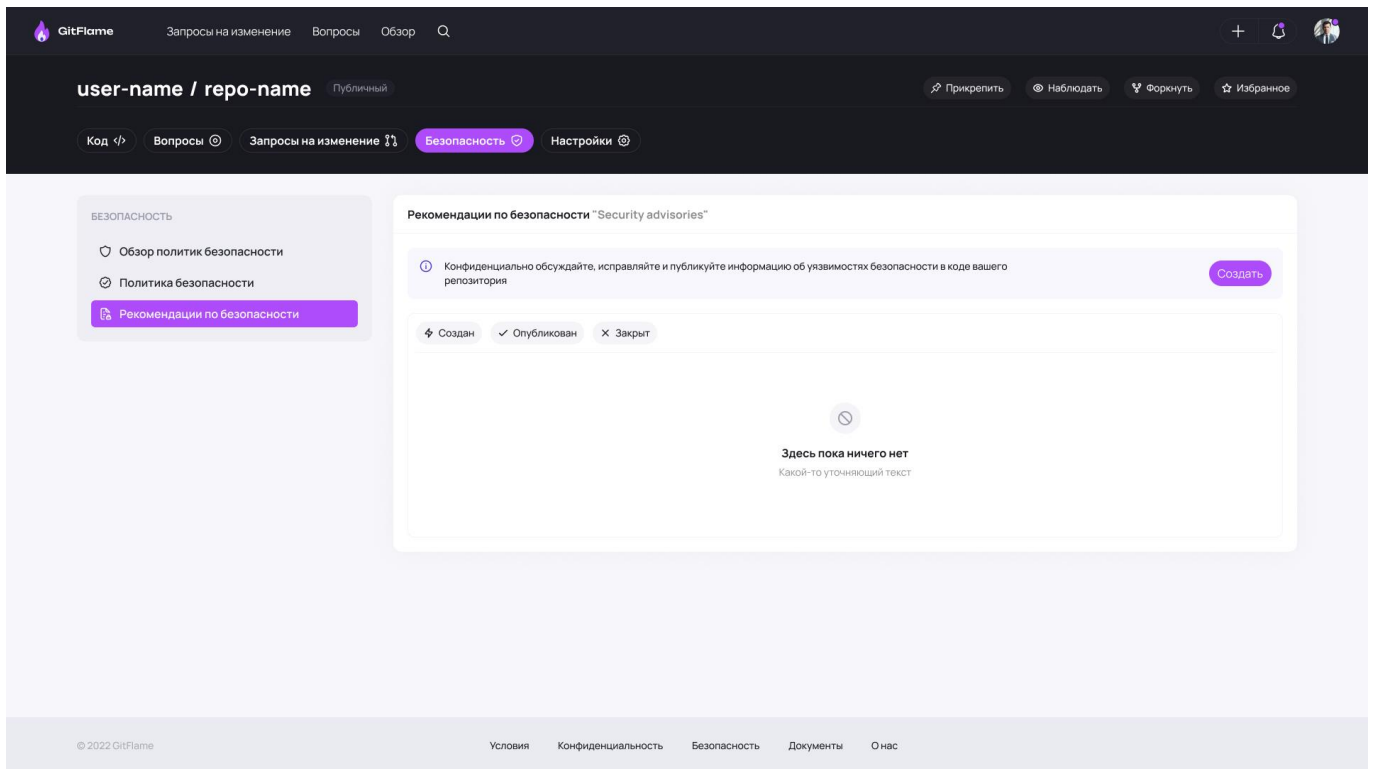 GitFlame
Запросы на изменение Вопросы Обзор
user-name / repo-name Публичный
Прикрепить Наблюдать Форкнуть Избранное
Код Вопросы Запросы на изменение Безопасность Настройки
БЕЗОПАСНОСТЬ
Обзор политик безопасности
Политика безопасности
Рекомендации по безопасности
Рекомендации по безопасности "Security advisories"
Конфиденциально обсуждайте, исправляйте и публикуйте информацию об уязвимостях безопасности в коде вашего
репозитория
Создать
Создан Опубликован Закрыт
Здесь пока ничего нет
Какой-то уточняющий текст
© 2022 GitFlame
Условия Конфиденциальность Безопасность Документы О нас